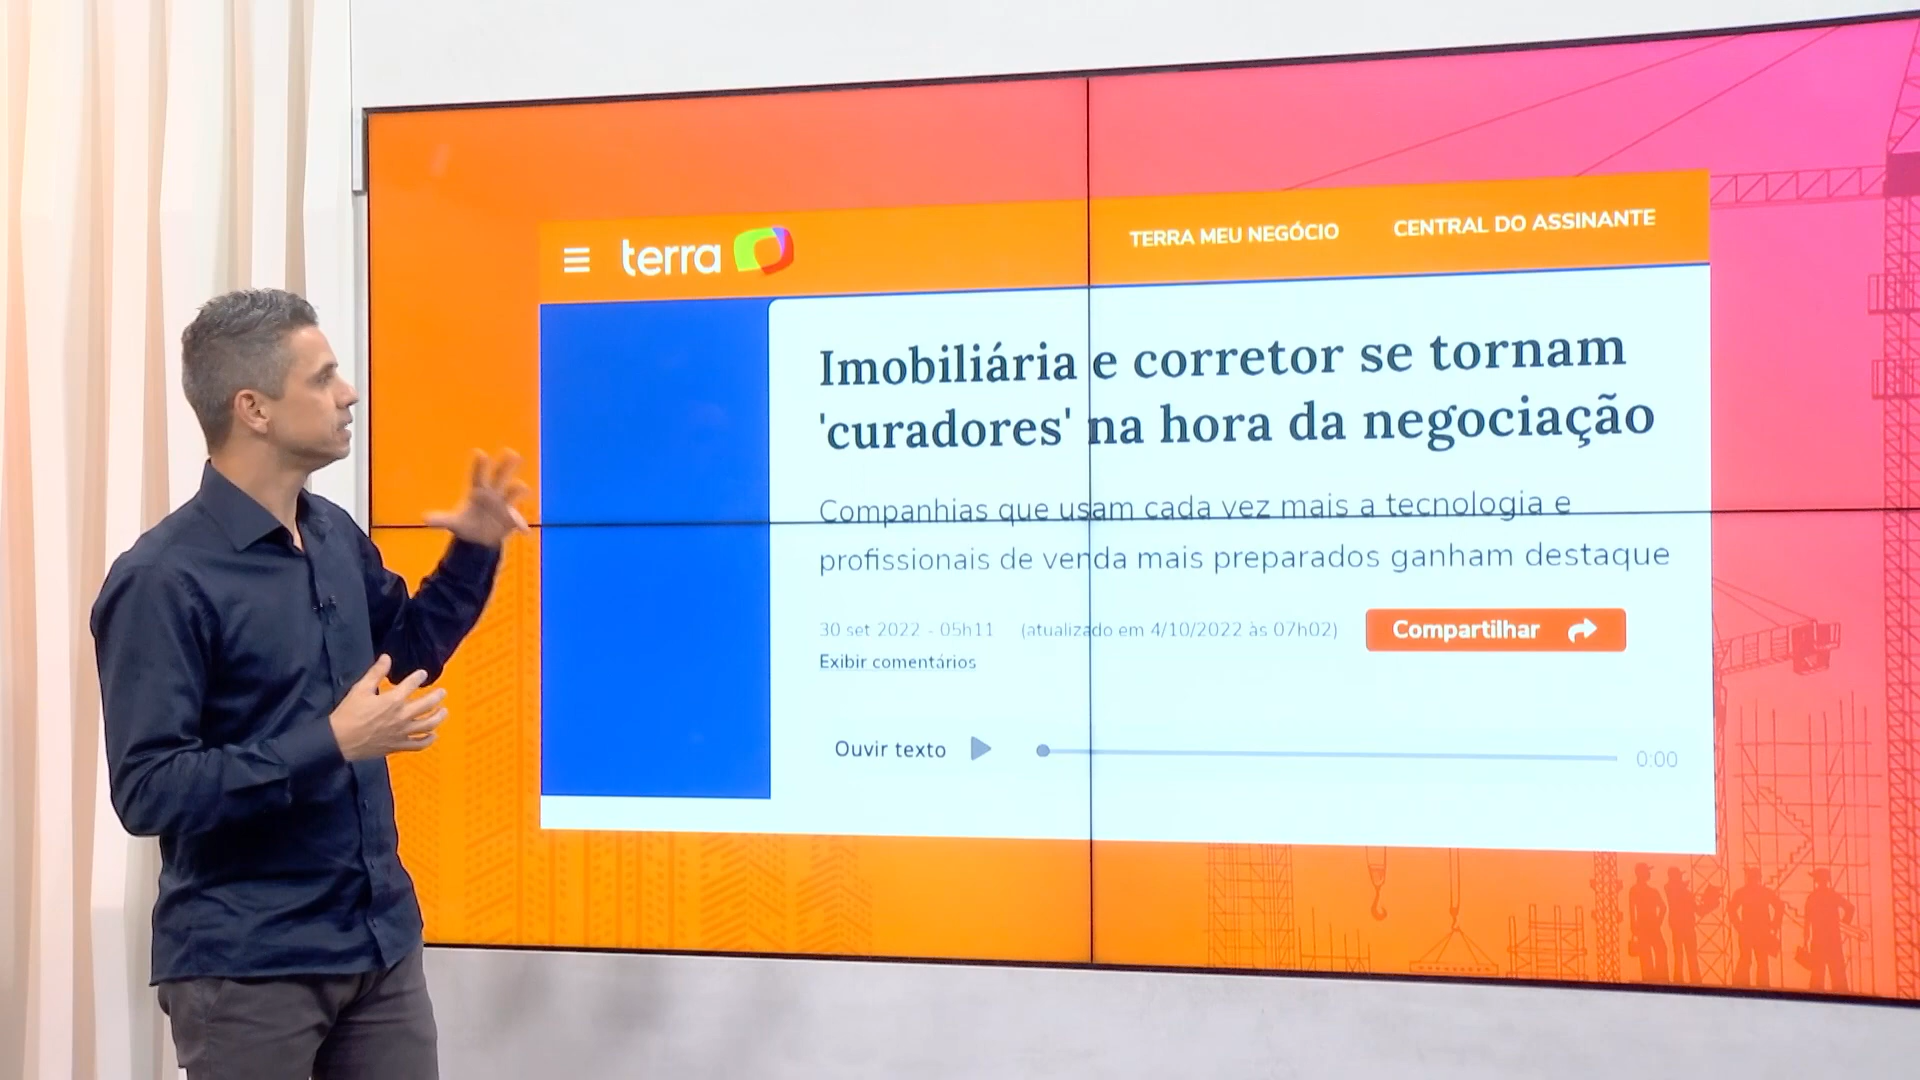 terra
TERRA MEU NEGÓCIO
CENTRAL DO ASSINANTE
Imobiliária e corretor se tornam
'curadores' na hora da negociação
Companhias que usam cada vez mais a tecnologia e
profissionais de venda mais preparados ganham destaque
30 set 2022 - 05h11 (atualizado em 4/10/2022 às 07h02)
Compartilhar
Exibir comentários
Ouvir texto
0:00